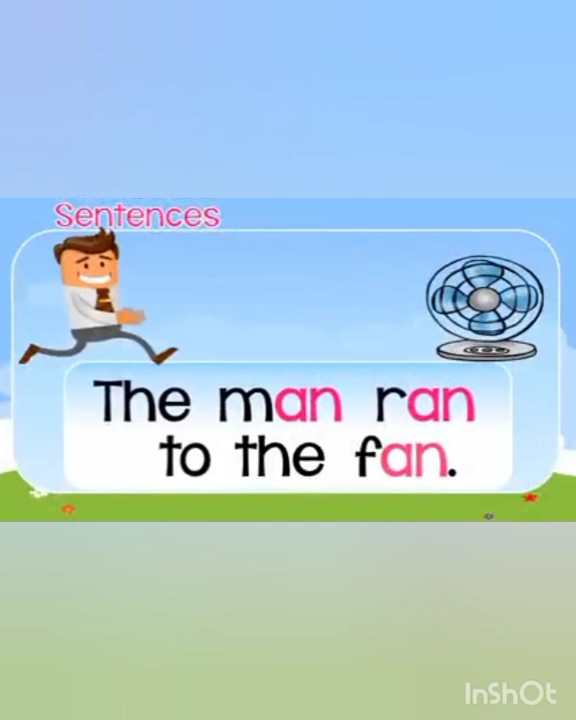 Sentences
The man ran
to the fan.
InShOt